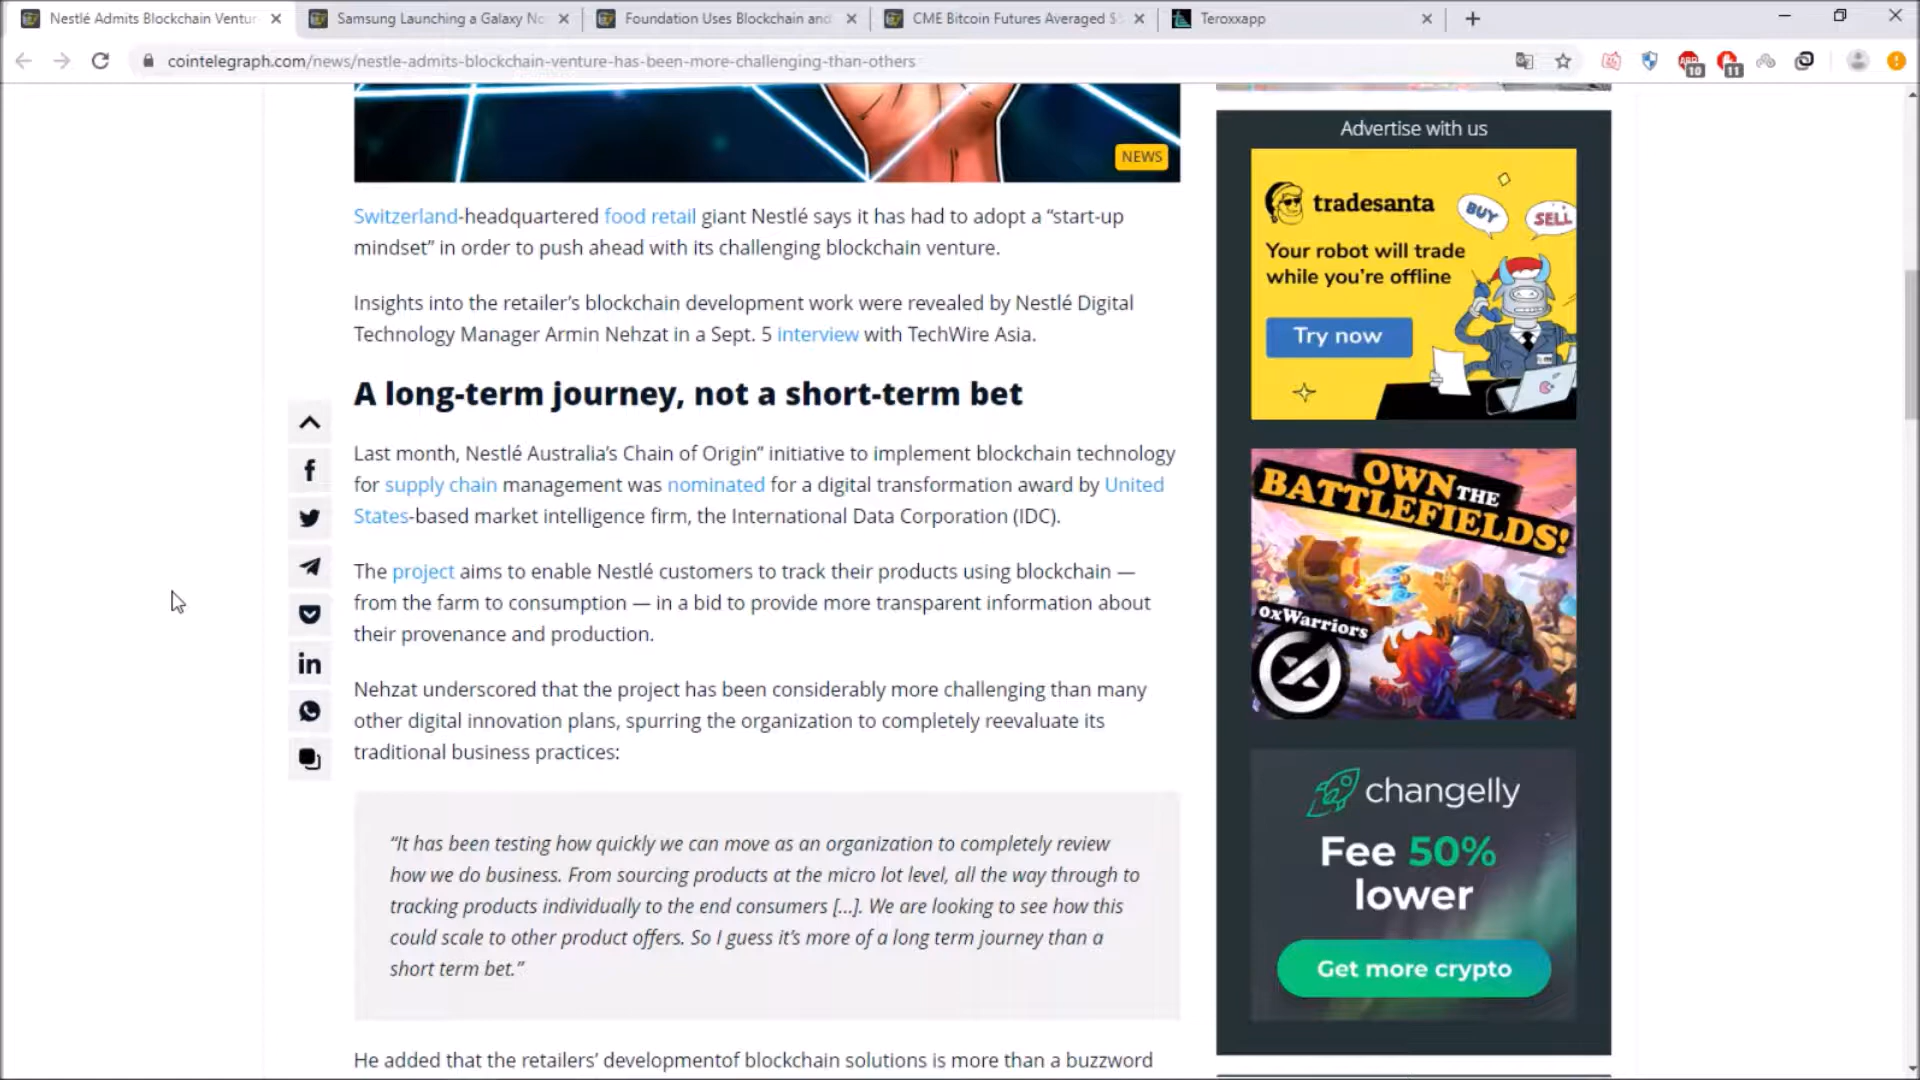 Nestlé Admits Blockchain Ventur
Samsung Launching a Galaxy No
Foundation Uses Blockchain and
CME Bitcoin Futures Averaged $
Teroxxapp
cointelegraph.com/news/nestle-admits-blockchain-venture-has-been-more-challenging-than-others
10
11
NEWS
Switzerland-headquartered food retail giant Nestlé says it has had to adopt a “start-up
mindset” in order to push ahead with its challenging blockchain venture.
Insights into the retailer’s blockchain development work were revealed by Nestlé Digital
Technology Manager Armin Nehzat in a Sept. 5 interview with TechWire Asia.
A long-term journey, not a short-term bet
Last month, Nestlé Australia’s Chain of Origin” initiative to implement blockchain technology
for supply chain management was nominated for a digital transformation award by United
States-based market intelligence firm, the International Data Corporation (IDC).
The project aims to enable Nestlé customers to track their products using blockchain —
from the farm to consumption — in a bid to provide more transparent information about
their provenance and production.
Nehzat underscored that the project has been considerably more challenging than many
other digital innovation plans, spurring the organization to completely reevaluate its
traditional business practices:
“It has been testing how quickly we can move as an organization to completely review
how we do business. From sourcing products at the micro lot level, all the way through to
tracking products individually to the end consumers [...]. We are looking to see how this
could scale to other product offers. So I guess it’s more of a long term journey than a
short term bet.”
He added that the retailers’ developmentof blockchain solutions is more than a buzzword
Advertise with us
tradesanta
BUY
SELL
Your robot will trade
while you’re offline
Try now
OWN THE
BATTLEFIELDS!
0xWarriors
changelly
Fee 50%
lower
Get more crypto